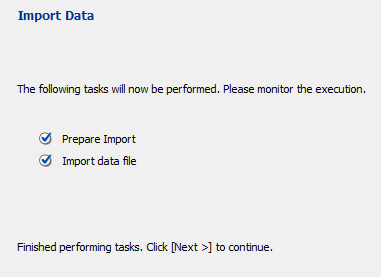 Import Data
The following tasks will now be performed. Please monitor the execution.
Prepare Import
Import data file
Finished performing tasks. Click [Next >] to continue.